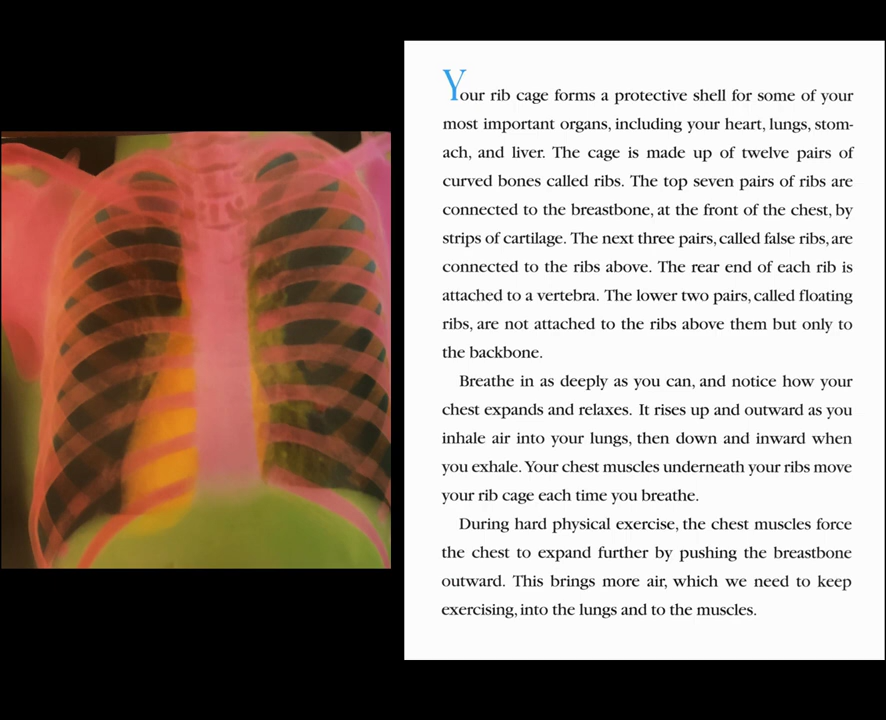 Your rib cage forms a protective shell for some of your
most important organs, including your heart, lungs, stom-
ach, and liver. The cage is made up of twelve pairs of
curved bones called ribs. The top seven pairs of ribs are
connected to the breastbone, at the front of the chest, by
strips of cartilage. The next three pairs, called false ribs, are
connected to the ribs above. The rear end of each rib is
attached to a vertebra. The lower two pairs, called floating
ribs, are not attached to the ribs above them but only to
the backbone.
Breathe in as deeply as you can, and notice how your
chest expands and relaxes. It rises up and outward as you
inhale air into your lungs, then down and inward when
you exhale. Your chest muscles underneath your ribs move
your rib cage each time you breathe.
During hard physical exercise, the chest muscles force
the chest to expand further by pushing the breastbone
outward. This brings more air, which we need to keep
exercising, into the lungs and to the muscles.